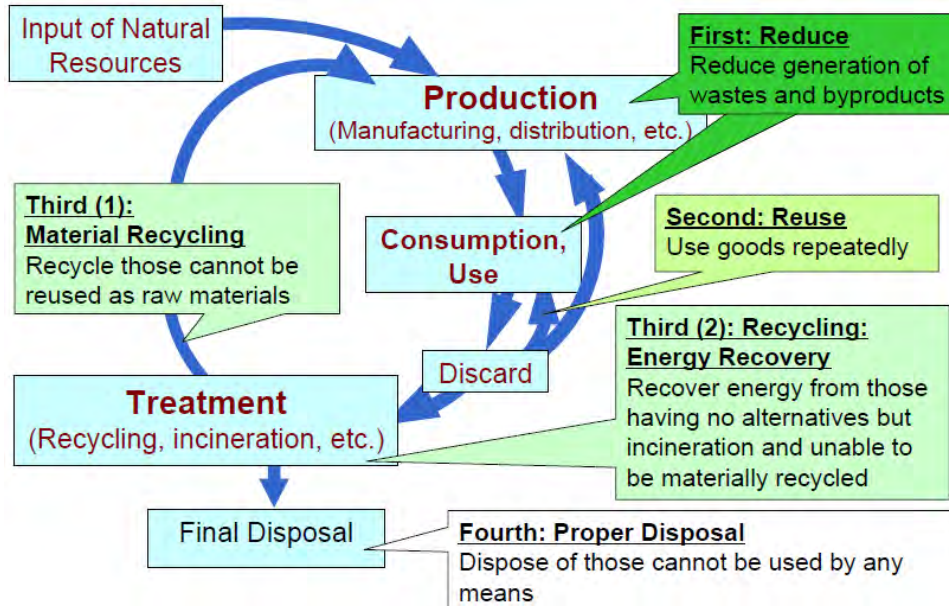 Input of Natural
Resources
First: Reduce
Reduce generation of
wastes and byproducts
Production
(Manufacturing, distribution, etc.)
Third (1):
Material Recycling
Recycle those cannot be
reused as raw materials
Consumption,
Use
Second: Reuse
Use goods repeatedly
Discard
Third (2): Recycling:
Energy Recovery
Recover energy from those
having no alternatives but
incineration and unable to
be materially recycled
Treatment
(Recycling, incineration, etc.)
Final Disposal
Fourth: Proper Disposal
Dispose of those cannot be used by any
means